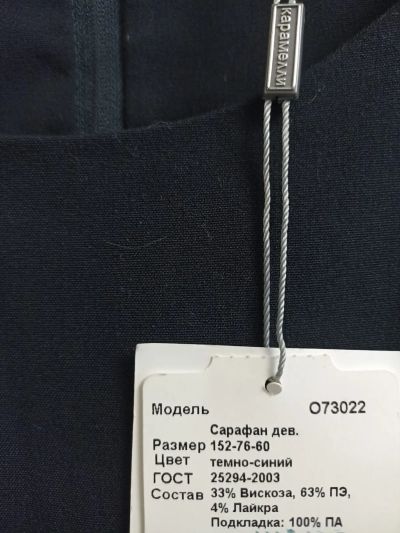 карамелли
Модель О73022
Сарафан дев.
Размер 152-76-60
Цвет темно-синий
ГОСТ 25294-2003
Состав 33% Вискоза, 63% ПЭ,
4% Лайкра
Подкладка: 100% ПА